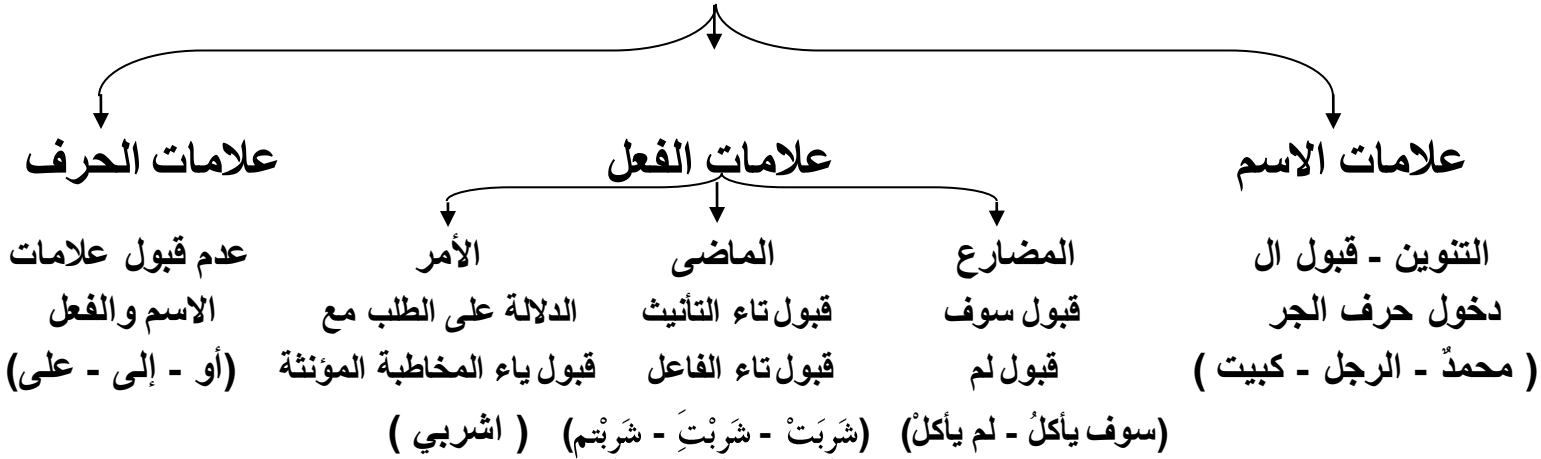 علامات الاسم
علامات الفعل
علامات الحرف
التنوين - قبول ال
دخول حرف الجر
( محمدٌ - الرجل - كبيت )
المضارع
قبول سوف
قبول لم
(سوف يأكلُ - لم يأكلْ)
الماضى
قبول تاء التأنيث
قبول تاء الفاعل
(شَرَبَتْ - شَرِبْتَِ - شَرِبْتم)
الأمر
الدلالة على الطلب مع
قبول ياء المخاطبة المؤنثة
( اشربي )
عدم قبول علامات
الاسم والفعل
(أو - إلى - على)